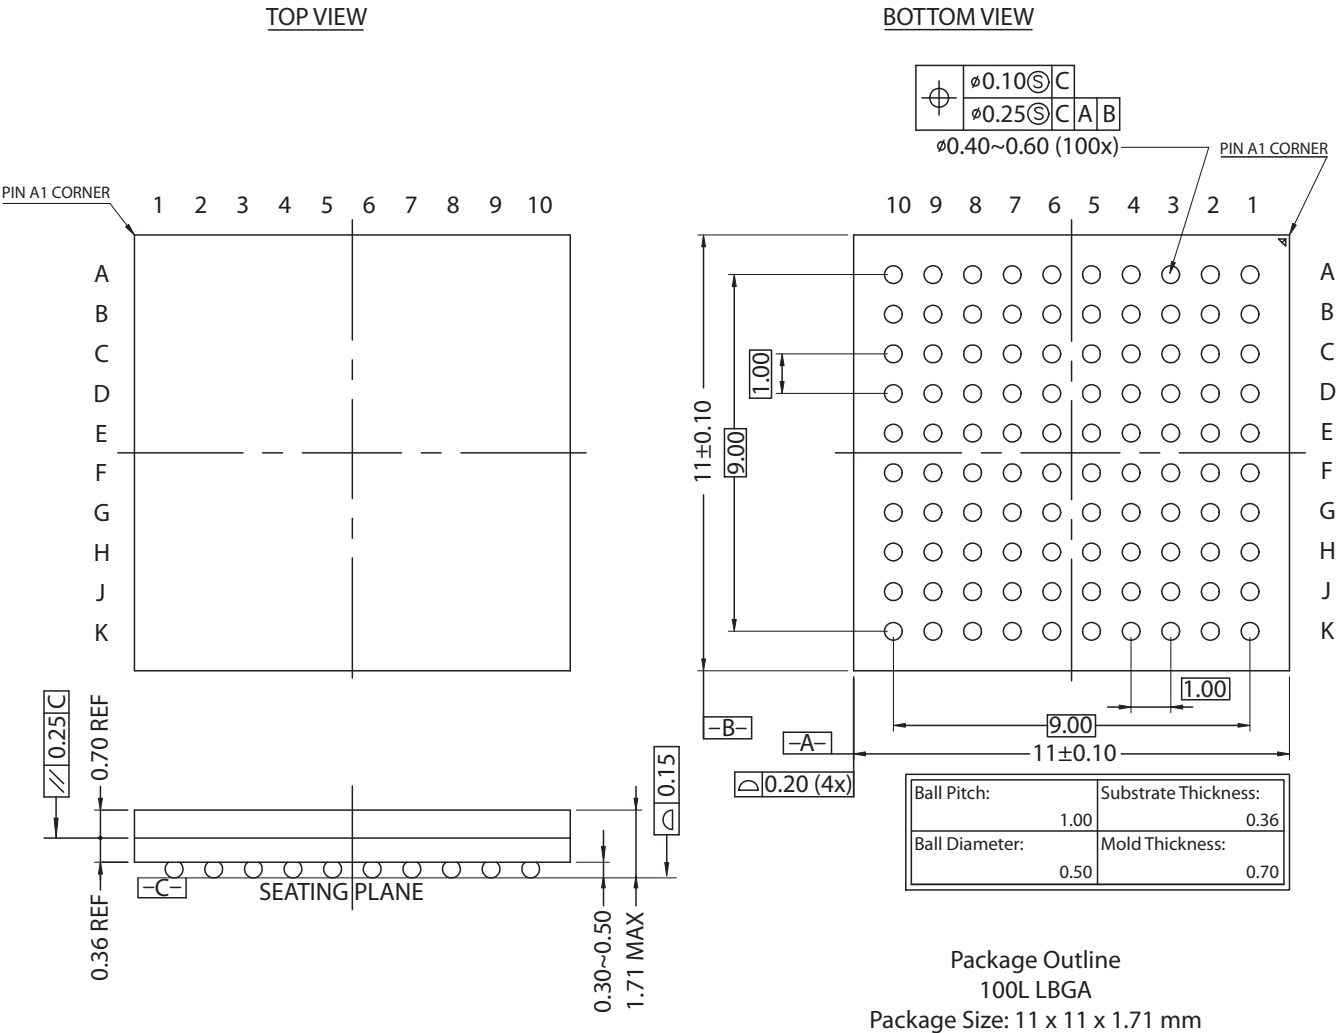 TOP VIEW
BOTTOM VIEW
⌀0.10Ⓢ C
⌀0.25Ⓢ C A B
⌀0.40~0.60 (100x)
PIN A1 CORNER
PIN A1 CORNER
1 2 3 4 5 6 7 8 9 10
10 9 8 7 6 5 4 3 2 1
A
B
C
D
E
F
G
H
J
K
1.00
11±0.10
9.00
A
B
C
D
E
F
G
H
J
K
1.00
9.00
11±0.10
-B-
-A-
0.20 (4x)
// 0.25 C
0.70 REF
0.36 REF
-C-
SEATING PLANE
0.30~0.50
1.71 MAX
0.15
Ball Pitch:
1.00
Substrate Thickness:
0.36
Ball Diameter:
0.50
Mold Thickness:
0.70
Package Outline
100L LBGA
Package Size: 11 x 11 x 1.71 mm